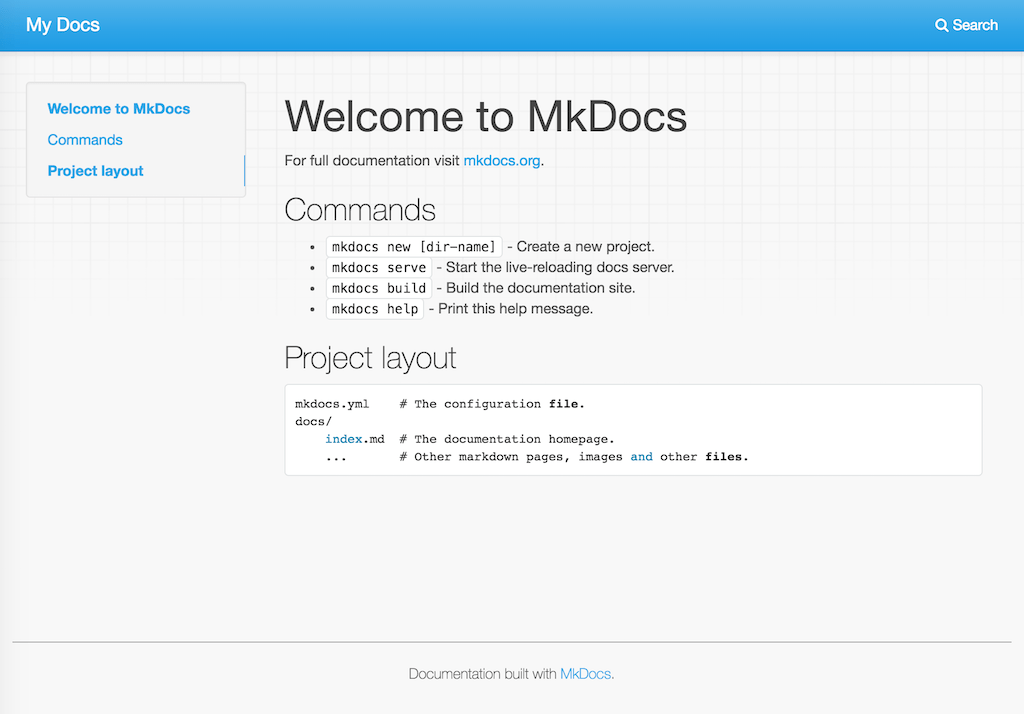 My Docs
Search
Welcome to MkDocs
Commands
Project layout
Welcome to MkDocs
For full documentation visit mkdocs.org.
Commands
• mkdocs new [dir-name] - Create a new project.
• mkdocs serve - Start the live-reloading docs server.
• mkdocs build - Build the documentation site.
• mkdocs help - Print this help message.
Project layout
mkdocs.yml    # The configuration file.
docs/
    index.md  # The documentation homepage.
    ...       # Other markdown pages, images and other files.
Documentation built with MkDocs.